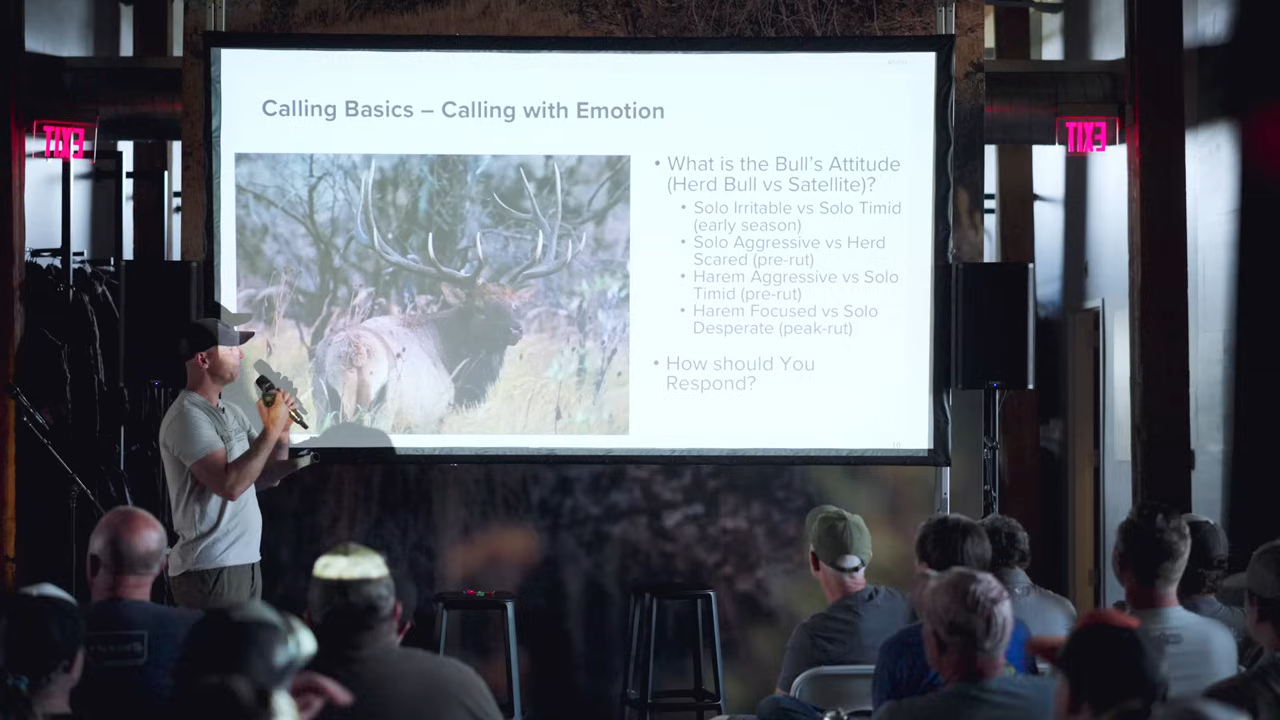 Calling Basics – Calling with Emotion
EXIT
EXIT
• What is the Bull's Attitude
(Herd Bull vs Satellite)?
• Solo Irritable vs Solo Timid
(early season)
• Solo Aggressive vs Herd
Scared (pre-rut)
• Harem Aggressive vs Solo
Timid (pre-rut)
• Harem Focused vs Solo
Desperate (peak-rut)
• How should You
Respond?
10